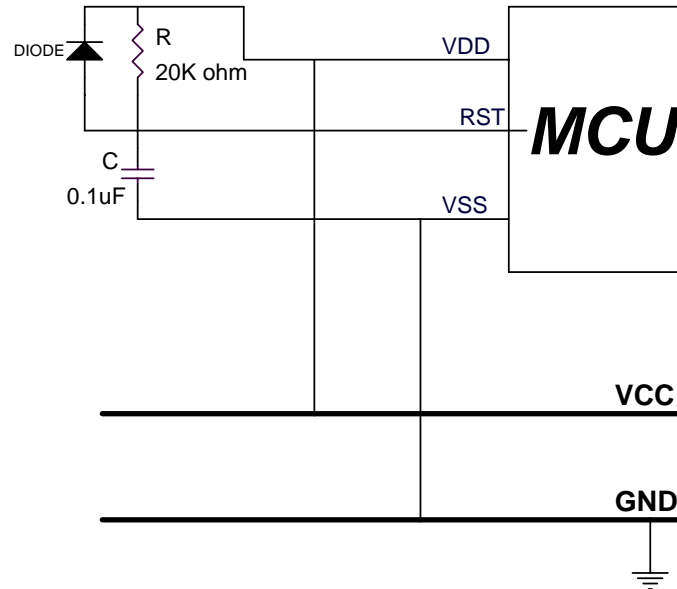 DIODE
R
20K ohm
VDD
RST
MCU
C
0.1uF
VSS
VCC
GND